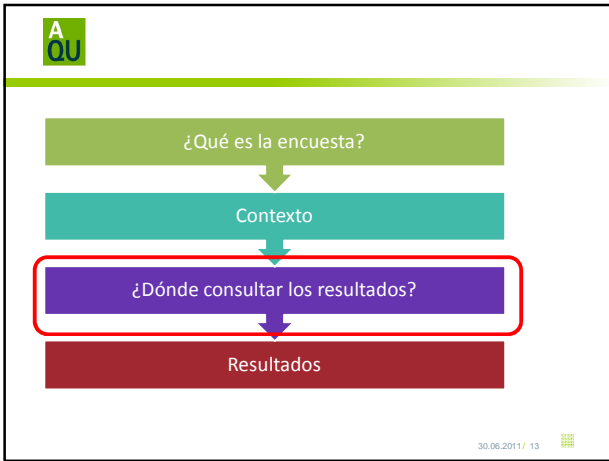 A
QU
¿Qué es la encuesta?
Contexto
¿Dónde consultar los resultados?
Resultados
30.06.2011/ 13